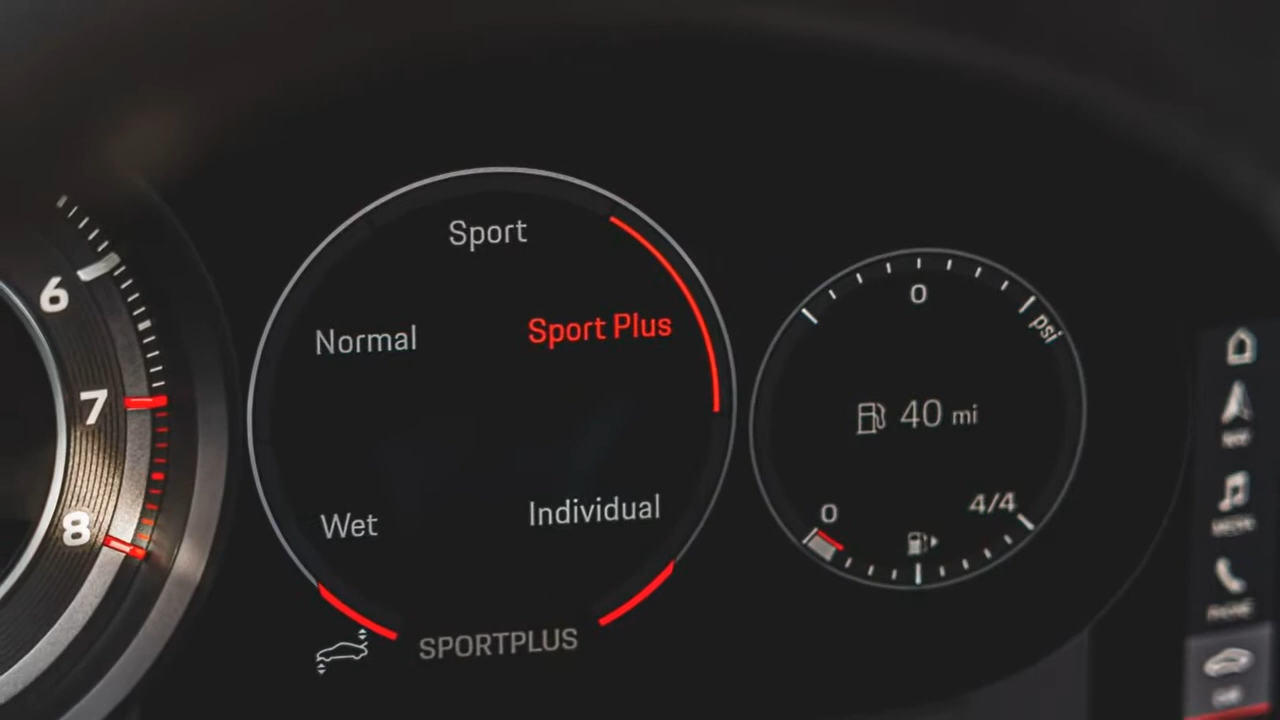 6
7
8
Sport
Normal
Sport Plus
Wet
Individual
SPORTPLUS
0
psi
40 mi
0
4/4